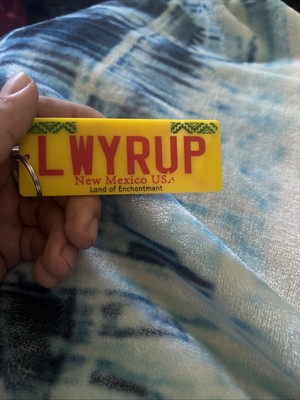 LWYRUP
New Mexico USA
Land of Enchantment